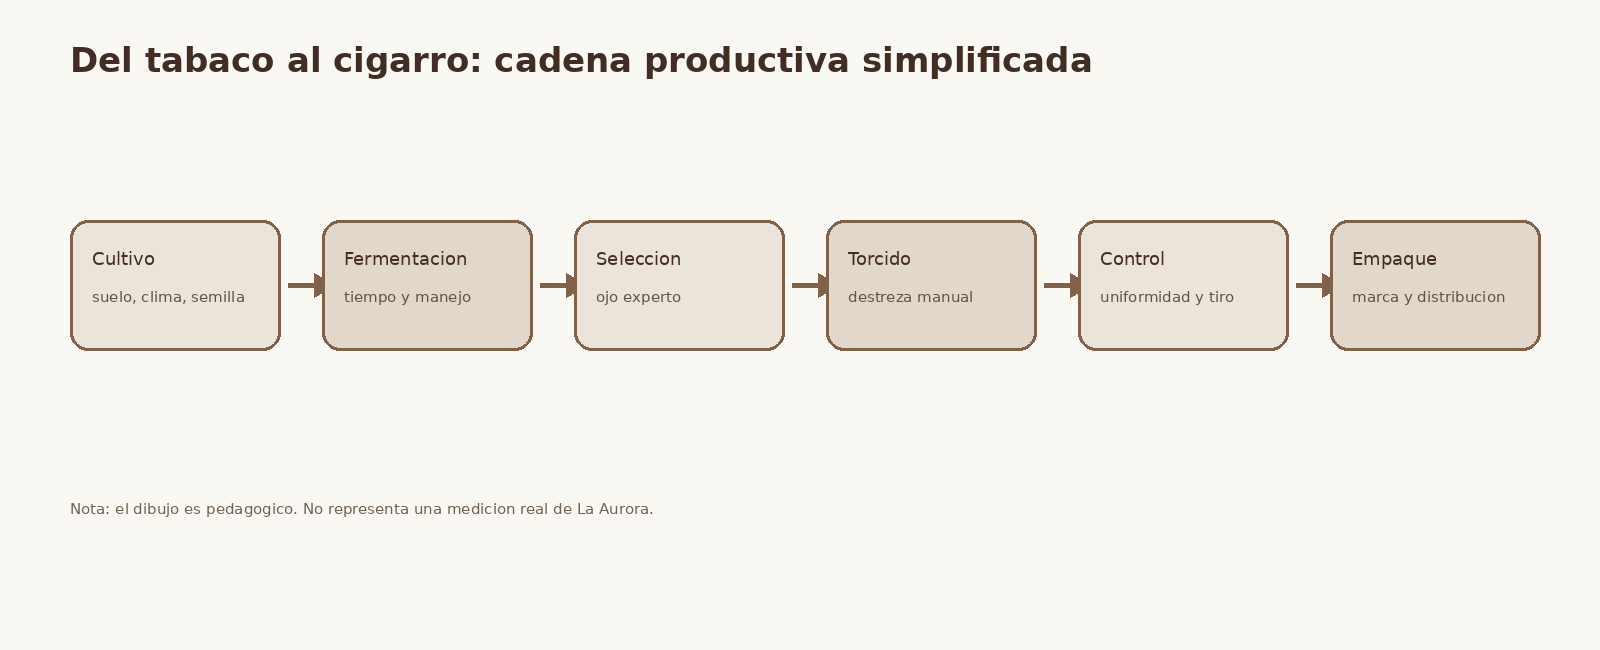 Del tabaco al cigarro: cadena productiva simplificada
Cultivo
suelo, clima, semilla
Fermentacion
tiempo y manejo
Seleccion
ojo experto
Torcido
destreza manual
Control
uniformidad y tiro
Empaque
marca y distribucion
Nota: el dibujo es pedagogico. No representa una medicion real de La Aurora.